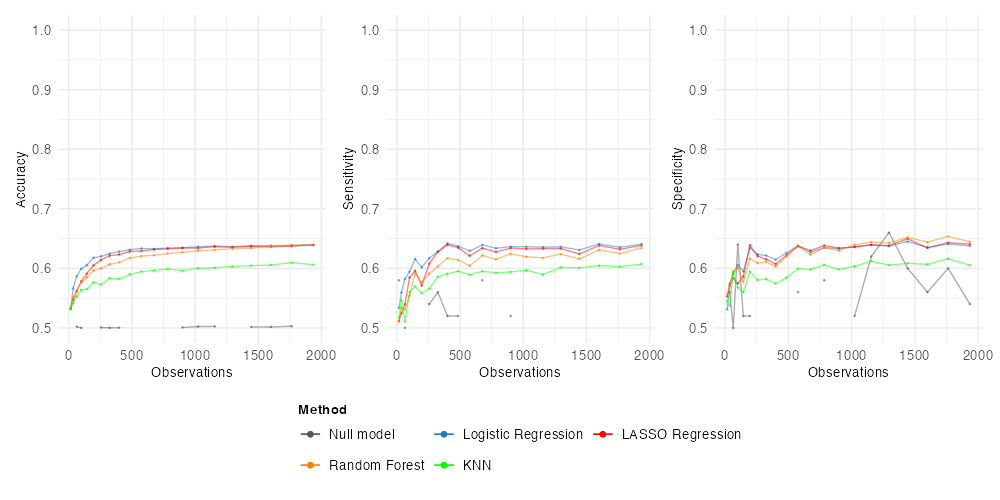 1.0
0.9
0.8
0.7
0.6
0.5
Accuracy
0 500 1000 1500 2000
Observations
1.0
0.9
0.8
0.7
0.6
0.5
Sensitivity
0 500 1000 1500 2000
Observations
1.0
0.9
0.8
0.7
0.6
0.5
Specificity
0 500 1000 1500 2000
Observations
Method
Null model Logistic Regression LASSO Regression
Random Forest KNN